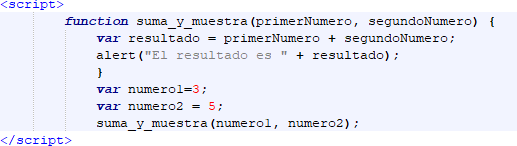 <script>
function suma_y_muestra(primerNumero, segundoNumero) {
var resultado = primerNumero + segundoNumero;
alert("El resultado es " + resultado);
}
var numero1=3;
var numero2 = 5;
suma_y_muestra(numero1, numero2);
</script>